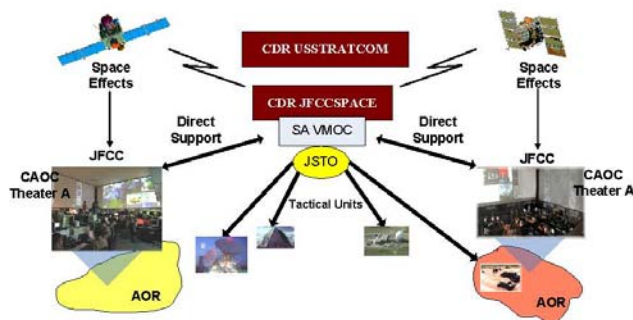 CDR USSTRATCOM
Space
Effects
Space
Effects
CDR JFCCSPACE
Direct
Support
SA VMOC
Direct
Support
JFCC
JSTO
JFCC
CAOC
Theater A
CAOC
Theater A
Tactical Units
AOR
AOR